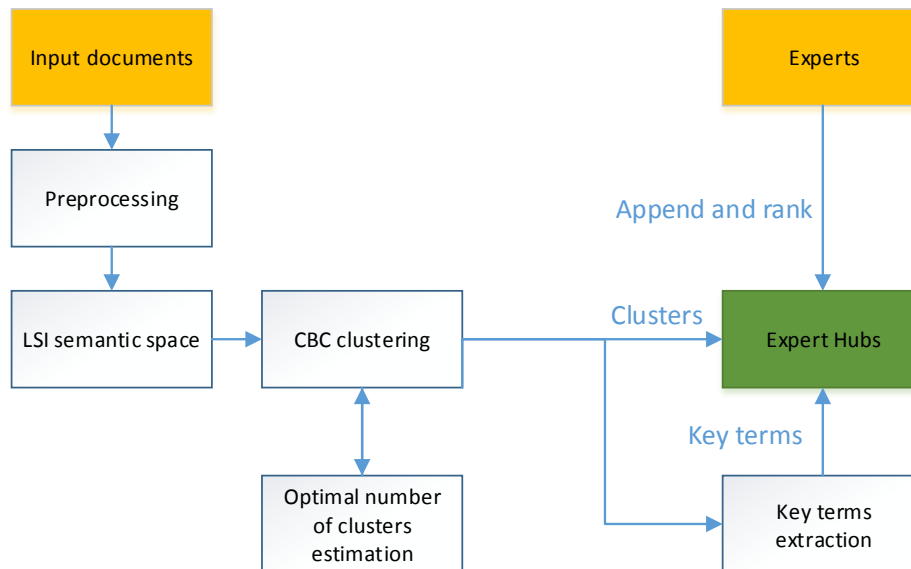 Input documents
Experts
Preprocessing
Append and rank
LSI semantic space
CBC clustering
Clusters
Expert Hubs
Key terms
Optimal number
of clusters
estimation
Key terms
extraction